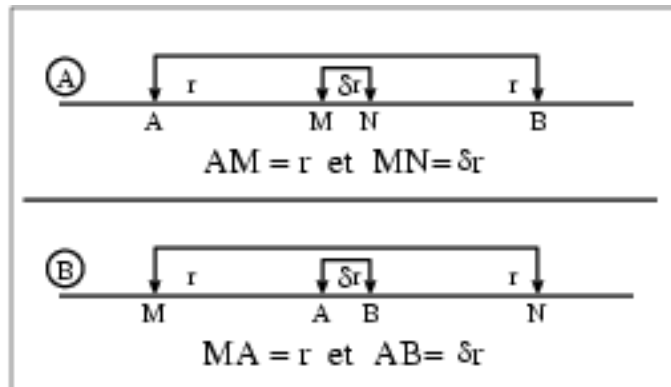 A
r δr r
A M N B
AM = r et MN= δr
B
r δr r
M A B N
MA = r et AB= δr